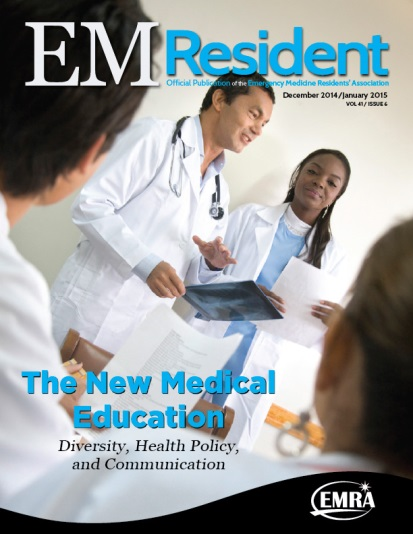 EM Resident
Official Publication of the Emergency Medicine Residents' Association
December 2014/January 2015
VOL 41 / ISSUE 6
The New Medical
Education
Diversity, Health Policy,
and Communication
EMRA